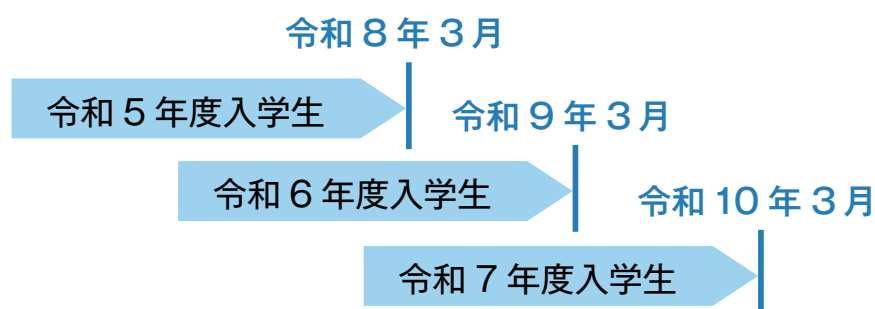 令和8年3月
令和5年度入学生
令和9年3月
令和6年度入学生
令和10年3月
令和7年度入学生